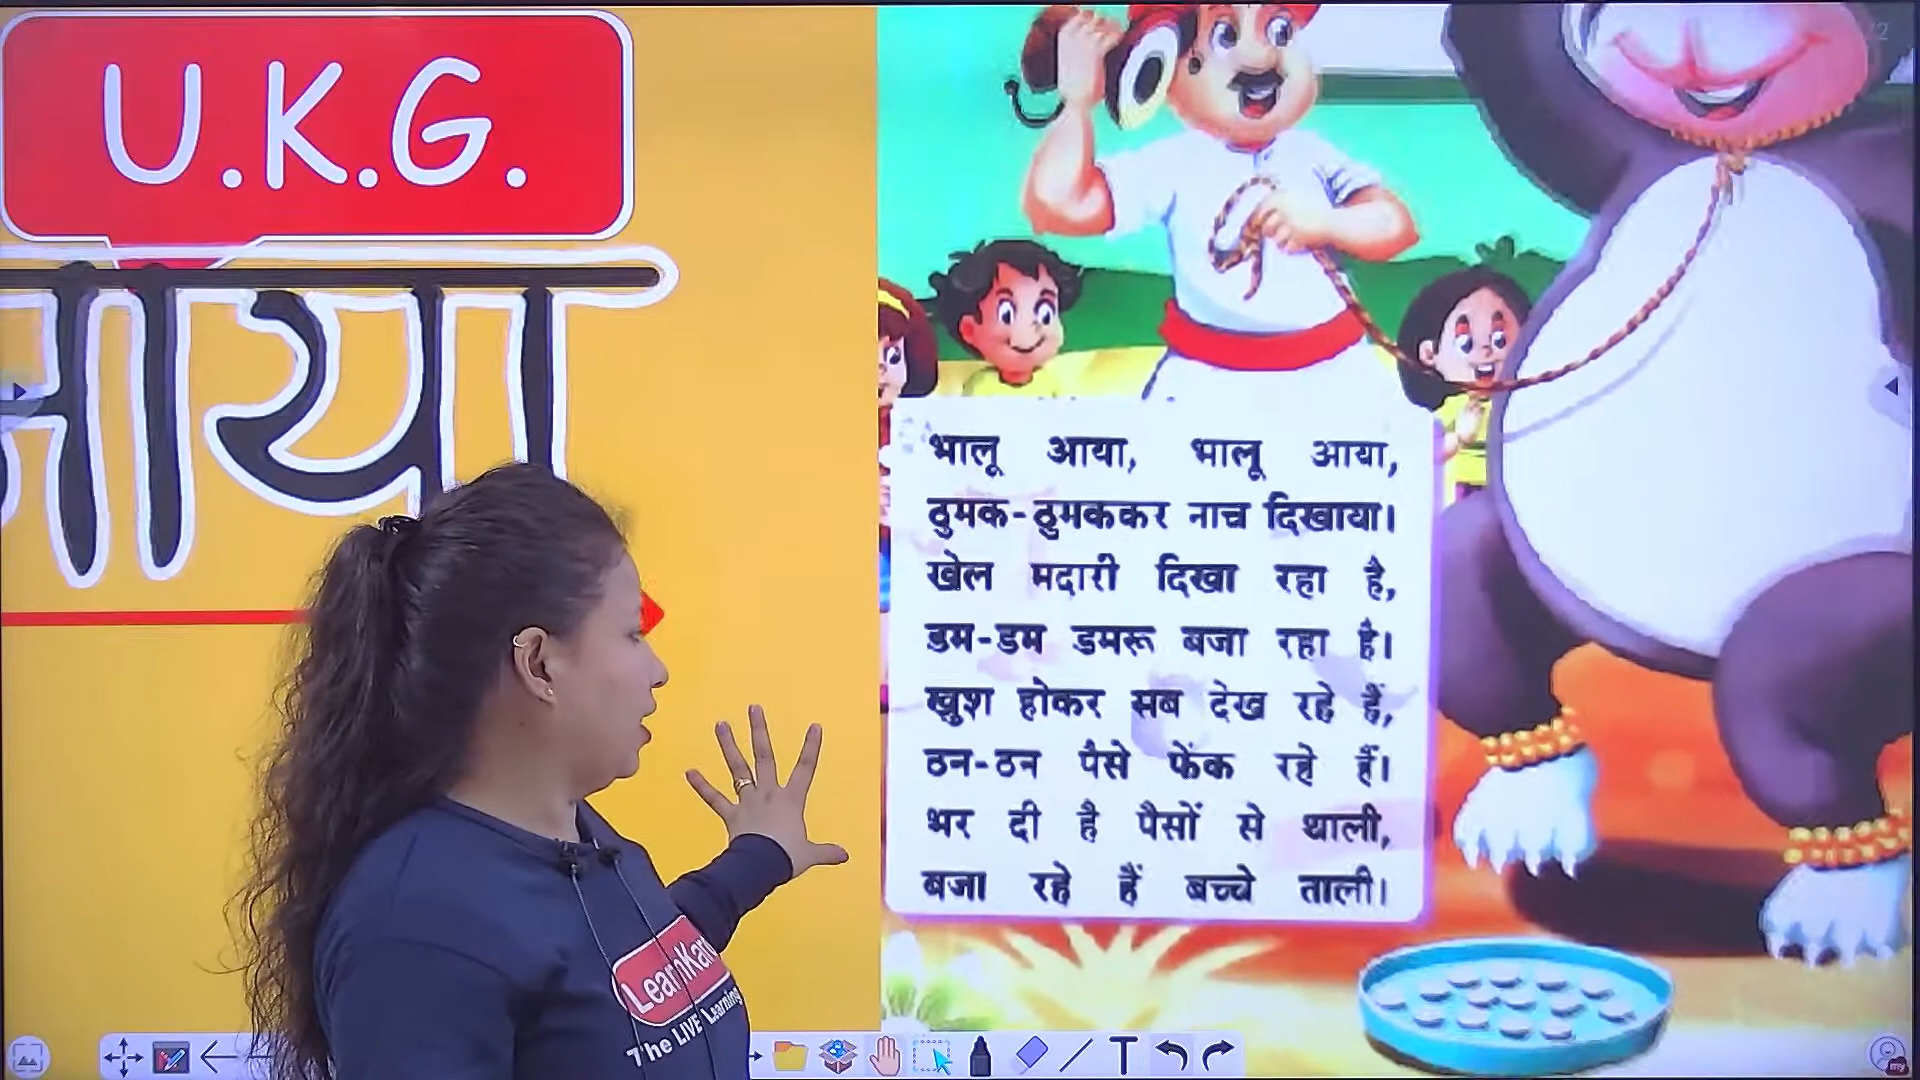 U.K.G.
आया
भालू आया, भालू आया,
ठुमक-ठुमककर नाच दिखाया।
खेल मदारी दिखा रहा है,
डम-डम डमरू बजा रहा है।
खुश होकर सब देख रहे हैं,
ठन-ठन पैसे फेंक रहे हैं।
भर दी है पैसों से थाली,
बजा रहे हैं बच्चे ताली।
The LIVE Learning